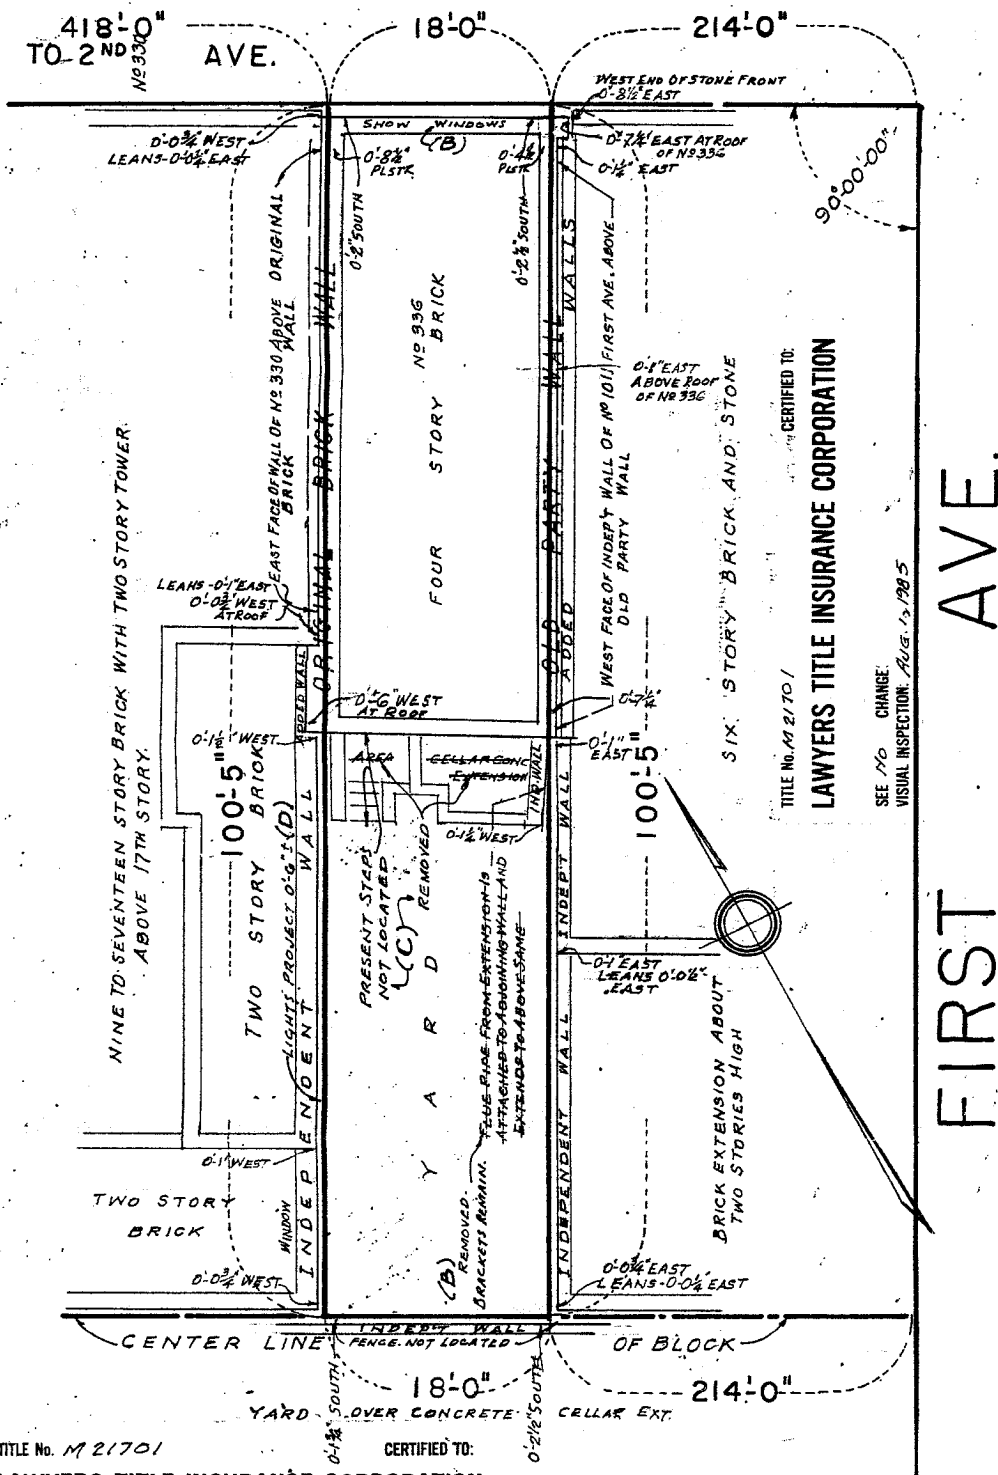 418'-0"
TO 2ND AVE.
No 330
18'-0"
214'-0"
WEST END OF STONE FRONT
0'-8½" EAST
0'-0¾" WEST
LEANS-0-0¼" EAST
SHOW WINDOWS
(B)
0'-8¼"
PLSTR
0'-4½"
PLSTR
0'-7¼" EAST AT ROOF
OF No 336
0'-1¼" EAST
90°-00'-00"
0'-2" SOUTH
0'-2½" SOUTH
EAST FACE OF WALL OF No 330 ABOVE ORIGINAL
BRICK WALL
ORIGINAL BRICK WALL
No 336
FOUR STORY BRICK
OLD PARTY WALL
ADDED WALLS
WEST FACE OF INDEP'T WALL OF No 1011 FIRST AVE. ABOVE
OLD PARTY WALL
0'-8" EAST
ABOVE ROOF
OF No 336
SIX STORY BRICK AND STONE
TITLE No. M 21701 CERTIFIED TO:
LAWYERS TITLE INSURANCE CORPORATION
SEE No CHANGE
VISUAL INSPECTION: AUG. 1, 1985
FIRST AVE.
NINE TO SEVENTEEN STORY BRICK WITH TWO STORY TOWER
ABOVE 17TH STORY.
LEANS-0-1" EAST
0'-0¾" WEST
AT ROOF
ADDED WALL
0'-6" WEST
AT ROOF
0'-7¼"
0'-1½" WEST
AREA
CELLAR CONC
EXTENSION
IND. WALL
0'-1"
EAST
100'-5"
100'-5"
0'-1½" WEST
TWO STORY BRICK
LIGHTS PROJECT 0'-6"± (D)
INDEPENDENT WALL
PRESENT STEPS
NOT LOCATED
(C)
REMOVED
YARD
FLUE PIPE FROM EXTENSION IS
ATTACHED TO ADJOINING WALL AND
EXTENDS TO ABOVE SAME
REMOVED.
BRACKETS REMAIN.
(B)
INDEP'T WALL
0'-1" EAST
LEANS 0'-0½"
EAST
INDEPENDENT WALL
BRICK EXTENSION ABOUT
TWO STORIES HIGH
0'-1" WEST
TWO STORY
BRICK
WINDOW
0'-0¾" WEST
0'-0¾" EAST
LEANS-0-0¼" EAST
CENTER LINE OF BLOCK
INDEP'T WALL
FENCE NOT LOCATED
0'-1¾" SOUTH
18'-0"
0'-2½" SOUTH
214'-0"
YARD OVER CONCRETE CELLAR EXT.
TITLE No. M 21701 CERTIFIED TO:
LAWYERS TITLE INSURANCE CORPORATION